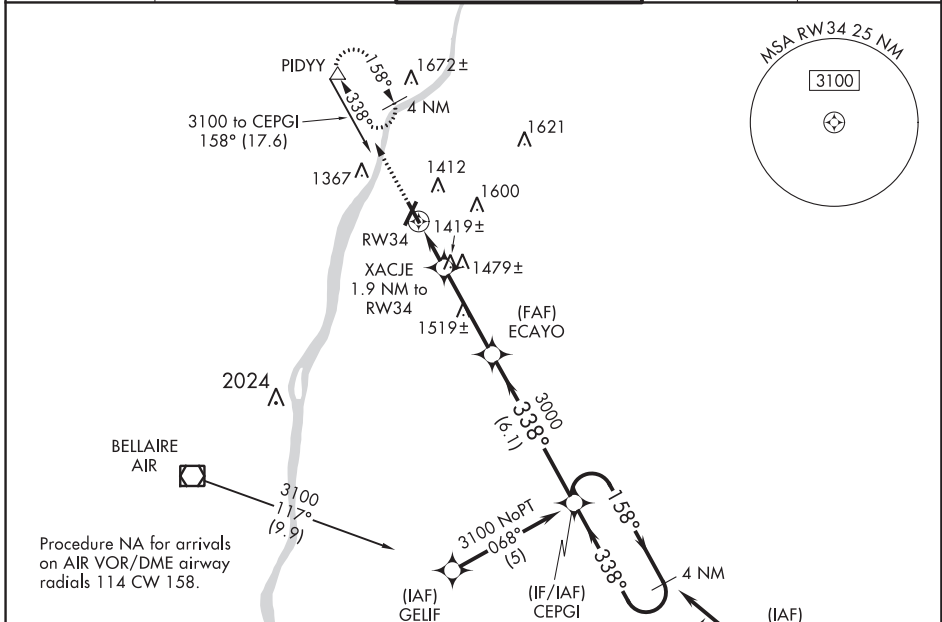 MSA RW34 25 NM
3100
PIDYY
158°
338°
4 NM
1672±
3100 to CEPGI
158° (17.6)
1621
1367
1412
1600
RW34
1419±
XACJE
1.9 NM to
RW34
1479±
1519±
(FAF)
ECAYO
2024
3000
338°
(6.1)
BELLAIRE
AIR
3100
117°
(9.9)
3100 NoPT
068°
(5)
158°
338°
4 NM
Procedure NA for arrivals
on AIR VOR/DME airway
radials 114 CW 158.
(IAF)
GELIF
(IF/IAF)
CEPGI
(IAF)